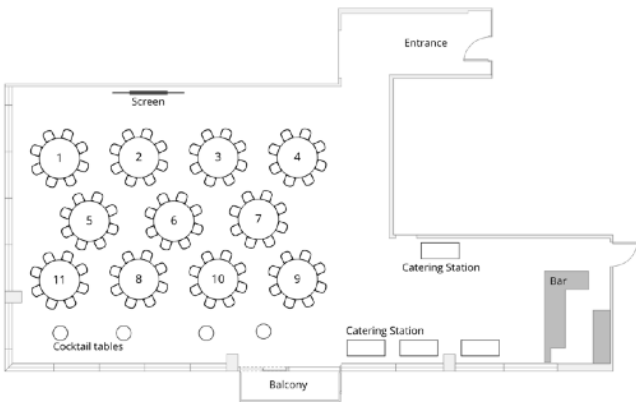 Entrance
Screen
1
2
3
4
5
6
7
Catering Station
11
8
10
9
Bar
Catering Station
Cocktail tables
Balcony